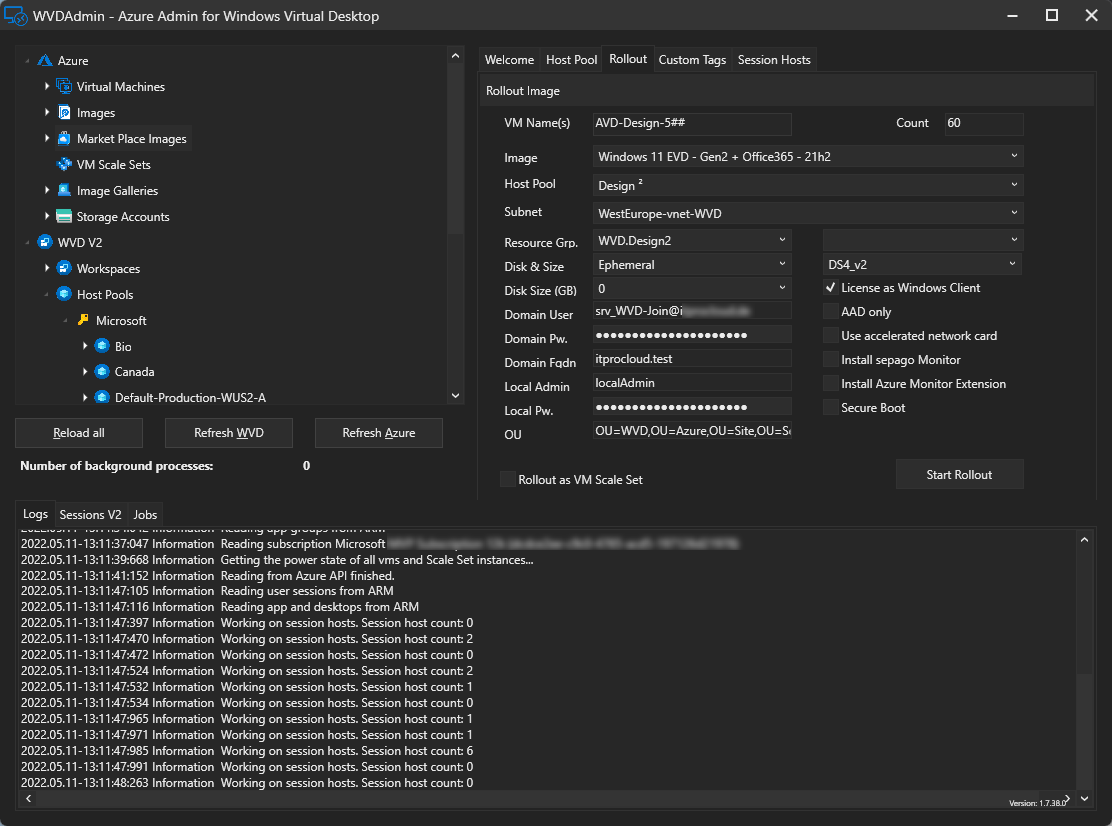 WVDAdmin - Azure Admin for Windows Virtual Desktop
Azure
Virtual Machines
Images
Market Place Images
VM Scale Sets
Image Galleries
Storage Accounts
WVD V2
Workspaces
Host Pools
Microsoft
Bio
Canada
Default-Production-WUS2-A
Reload all Refresh WVD Refresh Azure
Number of background processes: 0
Welcome Host Pool Rollout Custom Tags Session Hosts
Rollout Image
VM Name(s) AVD-Design-5## Count 60
Image Windows 11 EVD - Gen2 + Office365 - 21h2
Host Pool Design ²
Subnet WestEurope-vnet-WVD
Resource Grp. WVD.Design2
Disk & Size Ephemeral DS4_v2
Disk Size (GB) 0 License as Windows Client
Domain User srv_WVD-Join@i AAD only
Domain Pw. ●●●●●●●●●●●●●●●●● Use accelerated network card
Domain Fqdn itprocloud.test Install sepago Monitor
Local Admin localAdmin Install Azure Monitor Extension
Local Pw. ●●●●●●●●●●●●●●●●● Secure Boot
OU OU=WVD,OU=Azure,OU=Site,OU=Se
Rollout as VM Scale Set Start Rollout
Logs Sessions V2 Jobs
2022.05.11-13:11:37:047 Information Reading subscription Microsoft
2022.05.11-13:11:39:668 Information Getting the power state of all vms and Scale Set instances...
2022.05.11-13:11:41:152 Information Reading from Azure API finished.
2022.05.11-13:11:47:105 Information Reading user sessions from ARM
2022.05.11-13:11:47:116 Information Reading app and desktops from ARM
2022.05.11-13:11:47:397 Information Working on session hosts. Session host count: 0
2022.05.11-13:11:47:470 Information Working on session hosts. Session host count: 2
2022.05.11-13:11:47:472 Information Working on session hosts. Session host count: 0
2022.05.11-13:11:47:524 Information Working on session hosts. Session host count: 2
2022.05.11-13:11:47:532 Information Working on session hosts. Session host count: 1
2022.05.11-13:11:47:534 Information Working on session hosts. Session host count: 0
2022.05.11-13:11:47:965 Information Working on session hosts. Session host count: 1
2022.05.11-13:11:47:971 Information Working on session hosts. Session host count: 1
2022.05.11-13:11:47:985 Information Working on session hosts. Session host count: 6
2022.05.11-13:11:47:991 Information Working on session hosts. Session host count: 0
2022.05.11-13:11:48:263 Information Working on session hosts. Session host count: 0
Version: 1.7.38.0